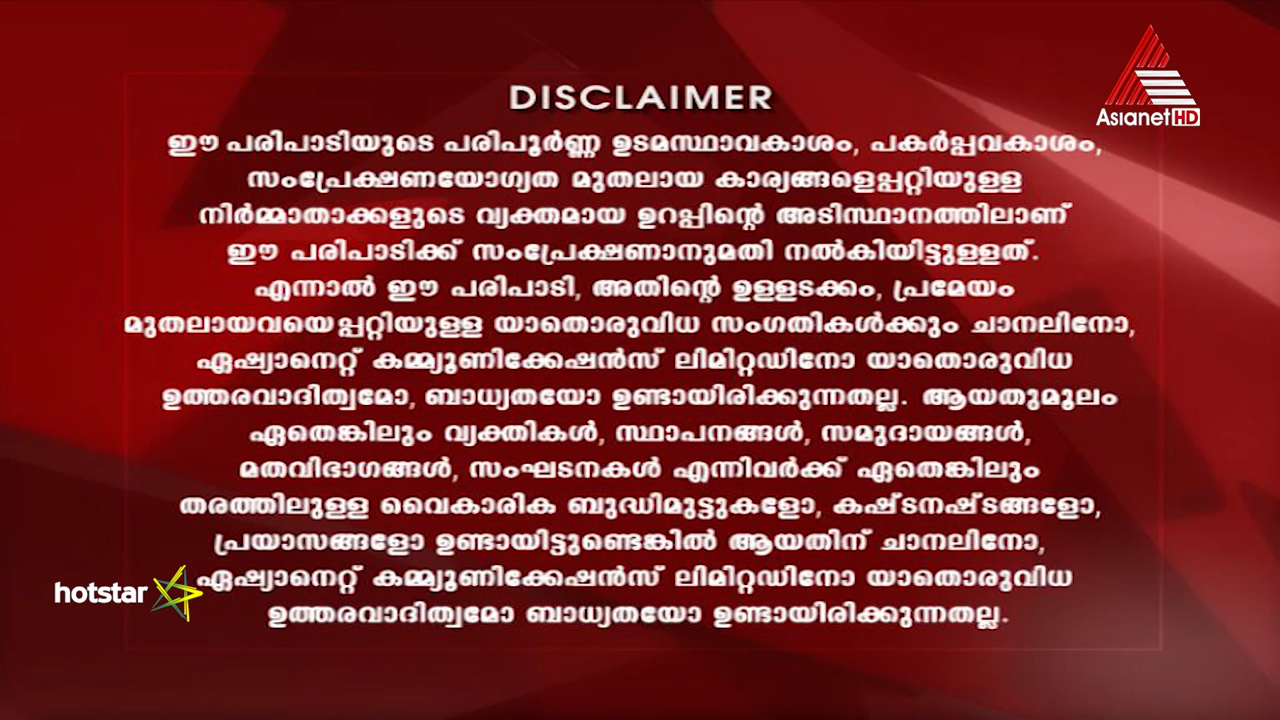 DISCLAIMER
Asianet HD
ഈ പരിപാടിയുടെ പരിപൂർണ്ണ ഉടമസ്ഥാവകാശം, പകർപ്പവകാശം,
സംപ്രേക്ഷണയോഗ്യത മുതലായ കാര്യങ്ങളെപ്പറ്റിയുള്ള
നിർമ്മാതാക്കളുടെ വ്യക്തമായ ഉറപ്പിന്റെ അടിസ്ഥാനത്തിലാണ്
ഈ പരിപാടിക്ക് സംപ്രേക്ഷണാനുമതി നൽകിയിട്ടുള്ളത്.
എന്നാൽ ഈ പരിപാടി, അതിന്റെ ഉള്ളടക്കം, പ്രമേയം
മുതലായവയെപ്പറ്റിയുള്ള യാതൊരുവിധ സംഗതികൾക്കും ചാനലിനോ,
ഏഷ്യാനെറ്റ് കമ്മ്യൂണിക്കേഷൻസ് ലിമിറ്റഡിനോ യാതൊരുവിധ
ഉത്തരവാദിത്വമോ, ബാധ്യതയോ ഉണ്ടായിരിക്കുന്നതല്ല. ആയതുമൂലം
ഏതെങ്കിലും വ്യക്തികൾ, സ്ഥാപനങ്ങൾ, സമുദായങ്ങൾ,
മതവിഭാഗങ്ങൾ, സംഘടനകൾ എന്നിവർക്ക് ഏതെങ്കിലും
തരത്തിലുള്ള വൈകാരിക ബുദ്ധിമുട്ടുകളോ, കഷ്ടനഷ്ടങ്ങളോ,
പ്രയാസങ്ങളോ ഉണ്ടായിട്ടുണ്ടെങ്കിൽ ആയതിന് ചാനലിനോ,
hotstar ഏഷ്യാനെറ്റ് കമ്മ്യൂണിക്കേഷൻസ് ലിമിറ്റഡിനോ യാതൊരുവിധ
ഉത്തരവാദിത്വമോ ബാധ്യതയോ ഉണ്ടായിരിക്കുന്നതല്ല.